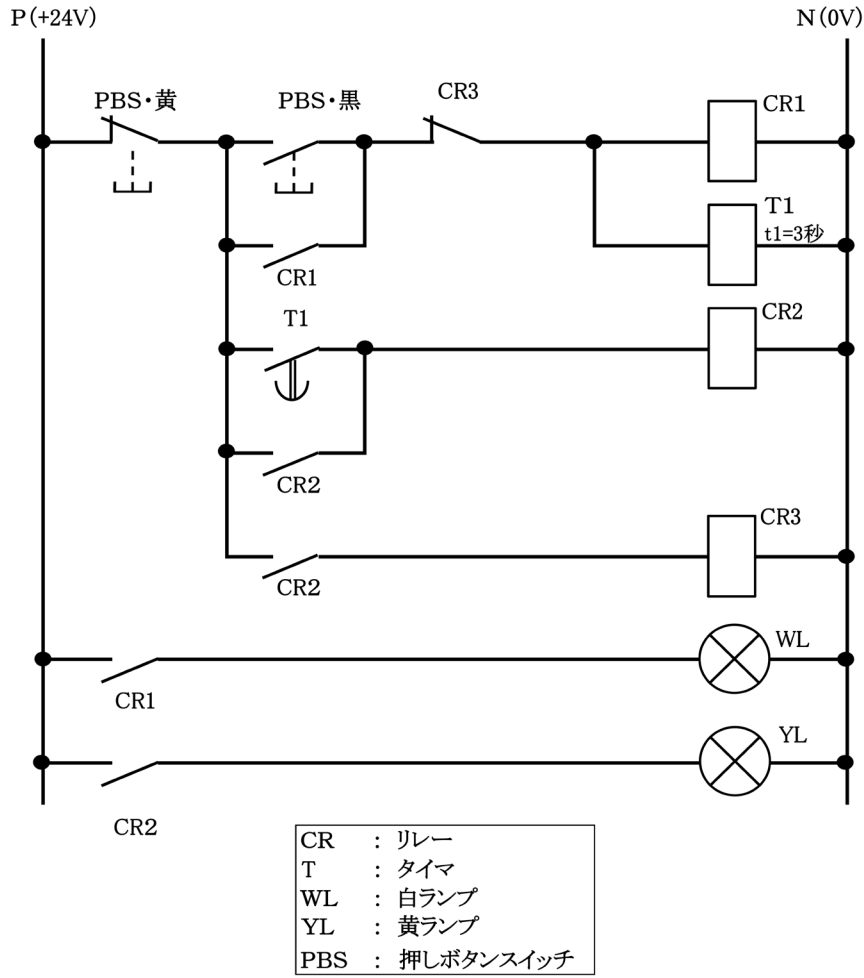 P(+24V)
N(0V)
PBS・黄
PBS・黒
CR3
CR1
T1
t1=3秒
CR1
T1
CR2
CR2
CR3
CR2
WL
CR1
YL
CR2
CR : リレー
T : タイマ
WL : 白ランプ
YL : 黄ランプ
PBS : 押しボタンスイッチ